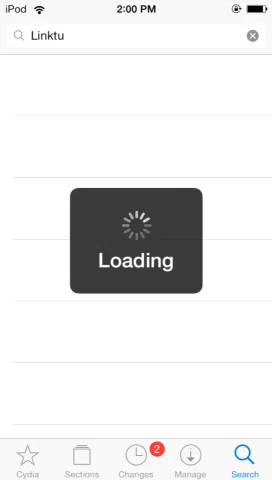 iPod 2:00 PM
Linktu
Loading
2
Cydia Sections Changes Manage Search